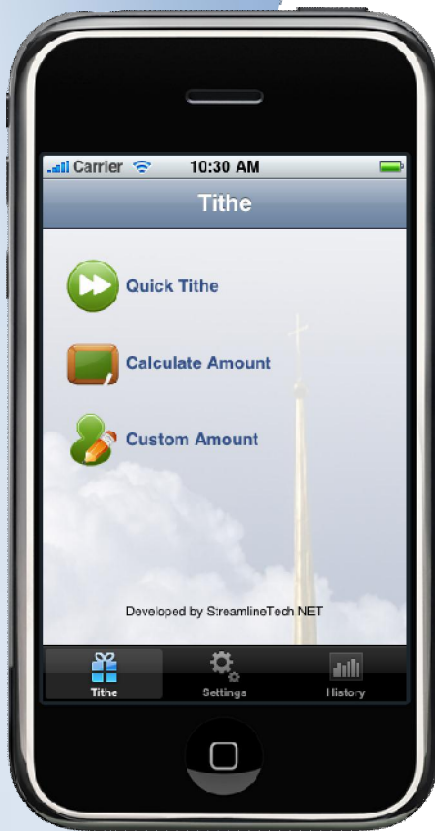 Carrier 10:30 AM
Tithe
Quick Tithe
Calculate Amount
Custom Amount
Developed by StreamlineTech NET
Tithe Settings History